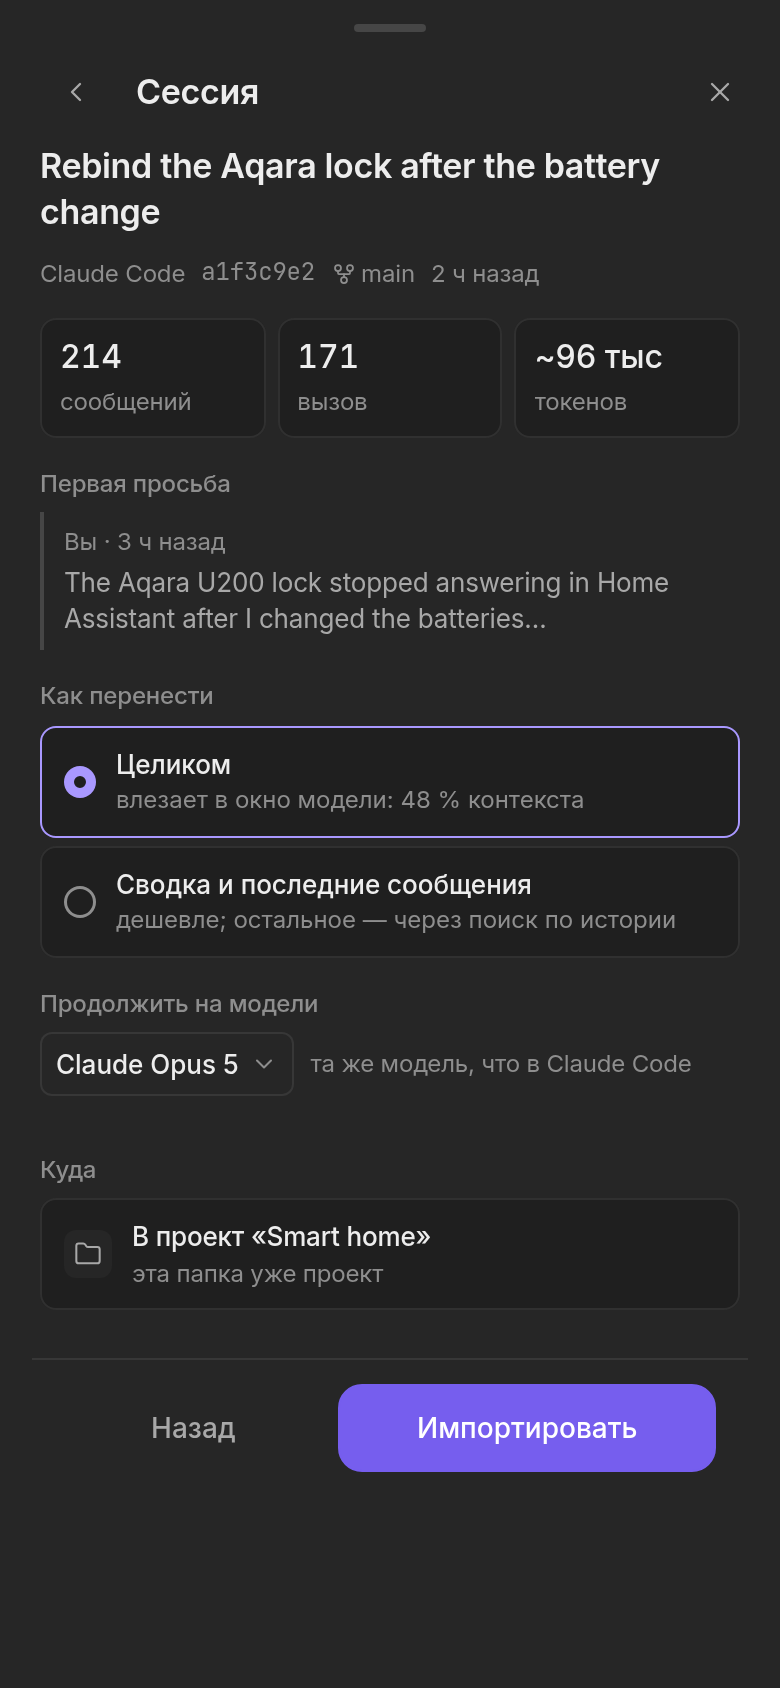 Сессия
Rebind the Aqara lock after the battery
change
Claude Code a1f3c9e2 main 2 ч назад
214 171 ~96 тыс
сообщений вызов токенов
Первая просьба
Вы · 3 ч назад
The Aqara U200 lock stopped answering in Home
Assistant after I changed the batteries...
Как перенести
Целиком
влезает в окно модели: 48 % контекста
Сводка и последние сообщения
дешевле; остальное — через поиск по истории
Продолжить на модели
Claude Opus 5 та же модель, что в Claude Code
Куда
В проект «Smart home»
эта папка уже проект
Назад Импортировать